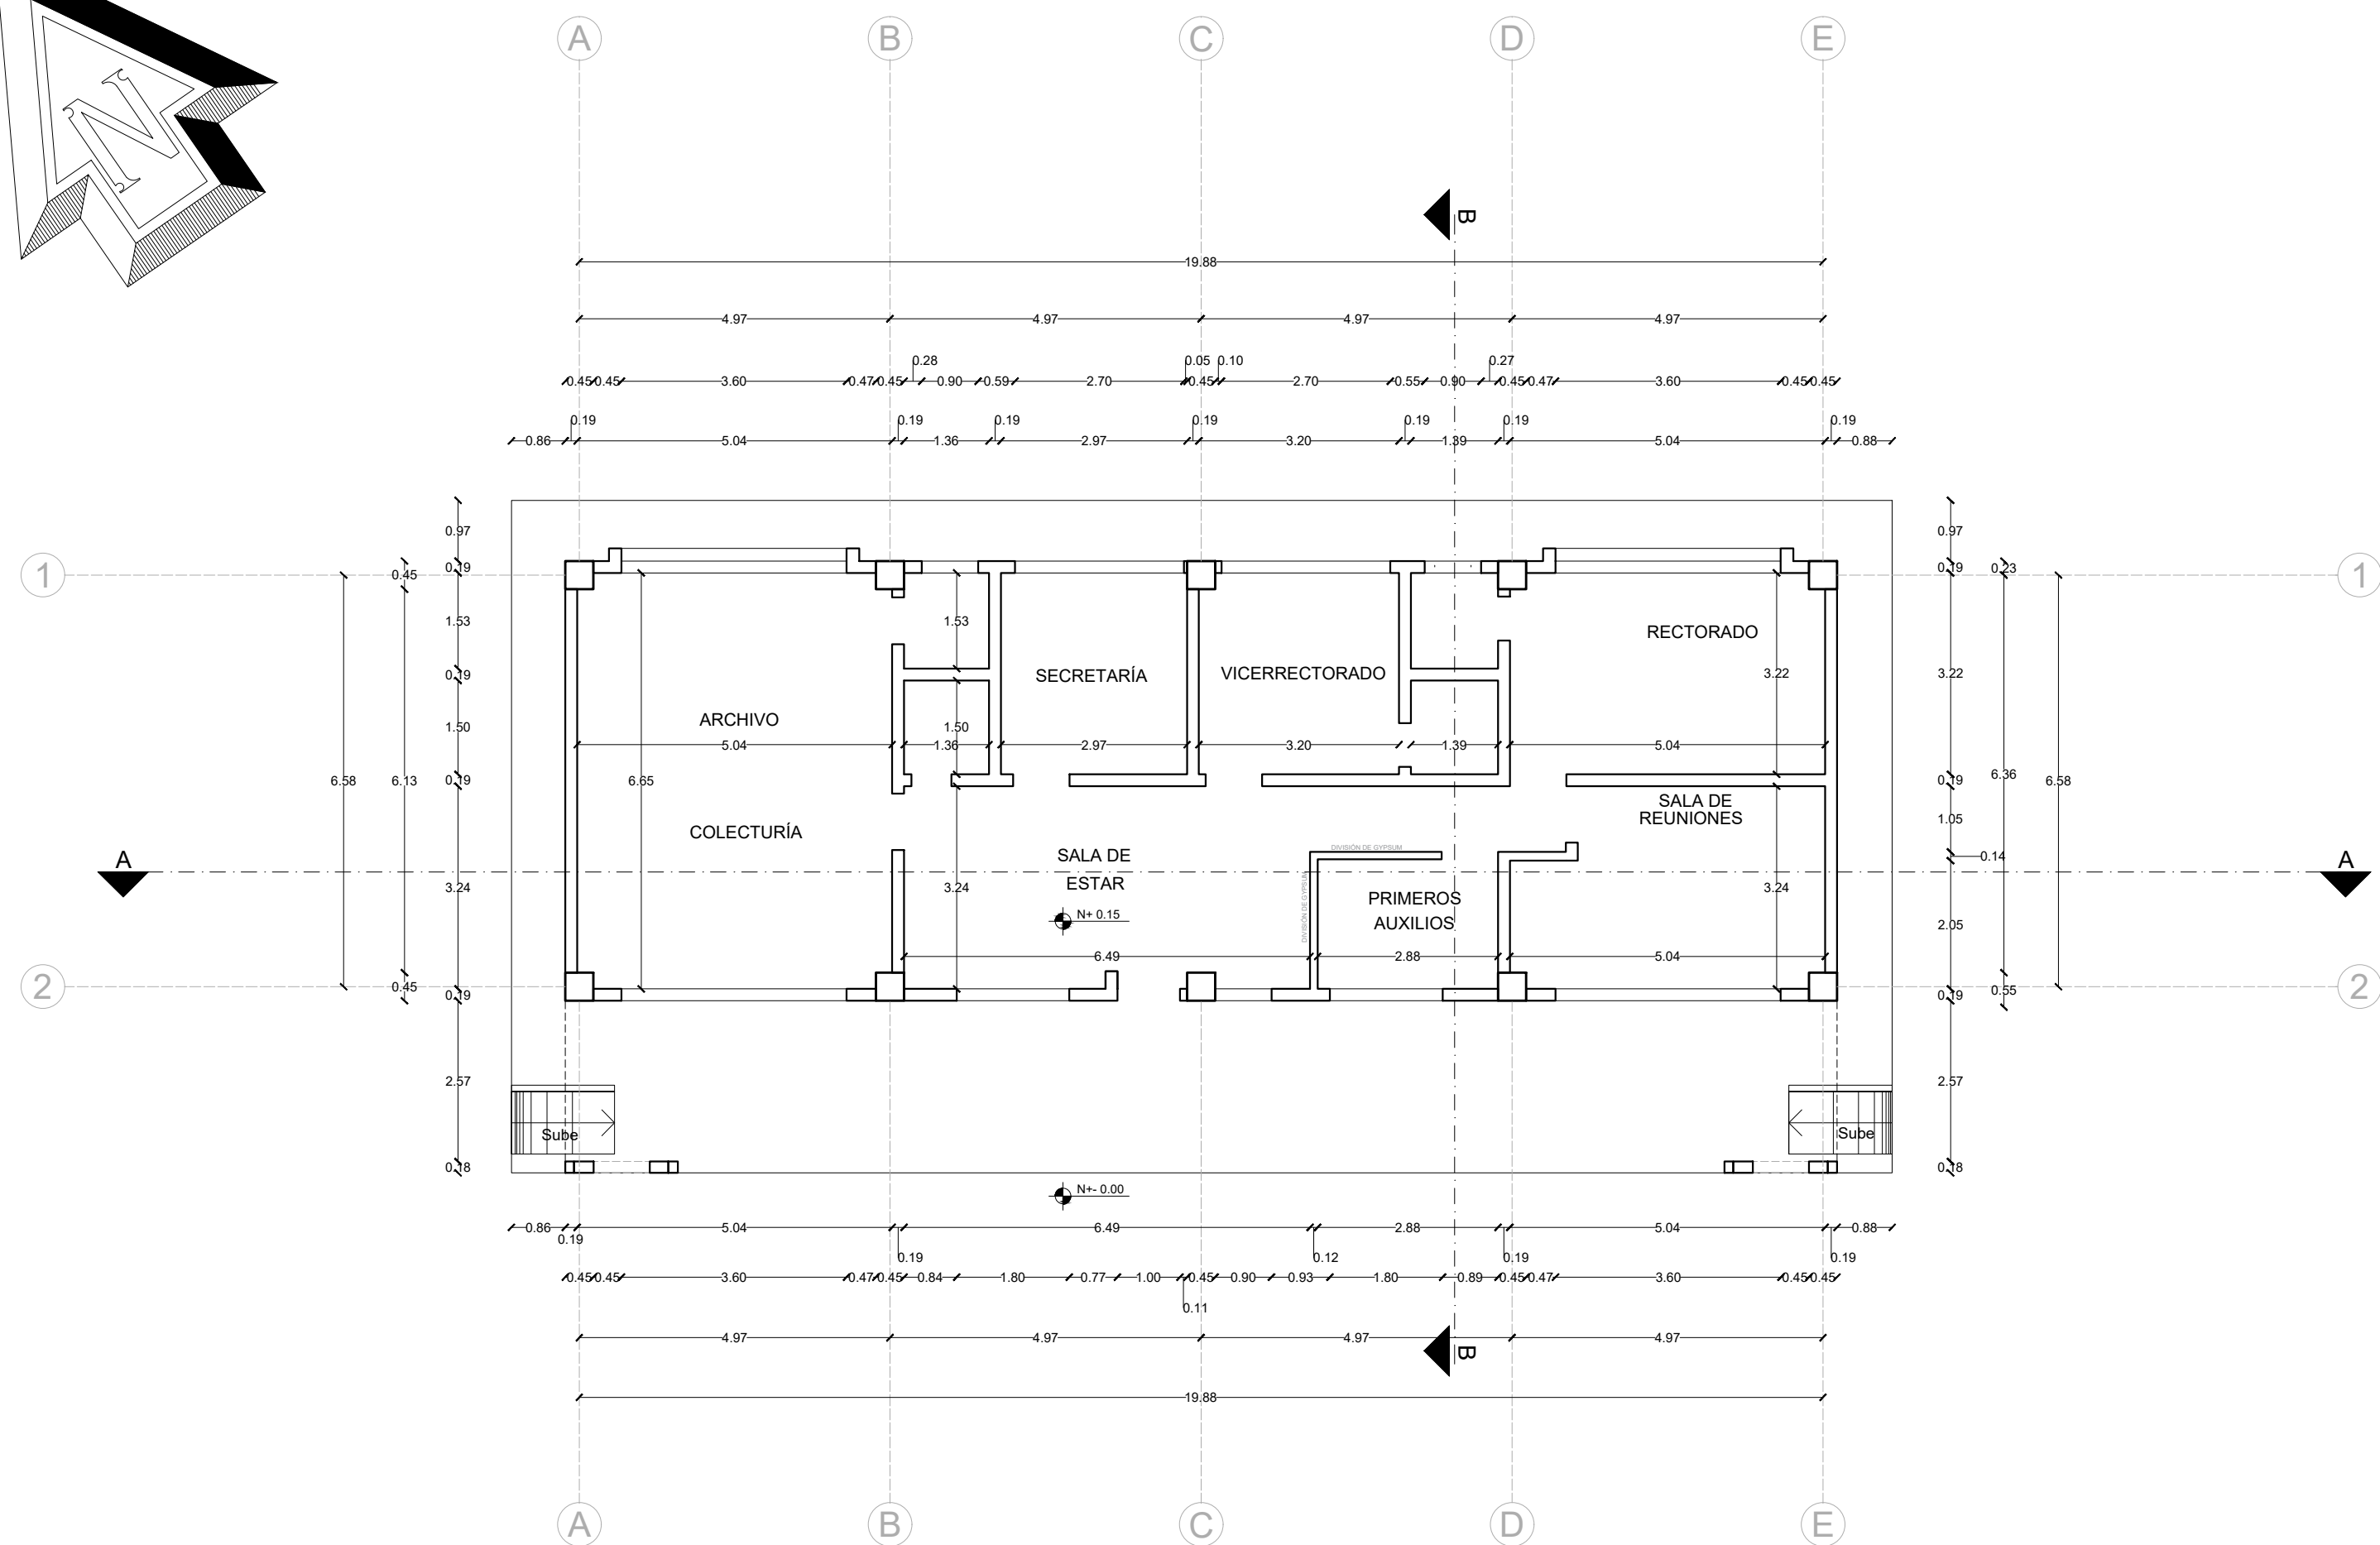 N
A B C D E
B
19.88
4.97 4.97 4.97 4.97
0.28 0.05 0.10 0.27
0.45 0.45 3.60 0.47 0.45 0.90 0.59 2.70 0.45 2.70 0.55 0.90 0.45 0.47 3.60 0.45 0.45
0.19 0.19 0.19 0.19 0.19 0.19 0.19
0.86 5.04 1.36 2.97 3.20 1.39 5.04 0.88
0.97 0.97
1 0.45 0.19 0.19 0.23 1
1.53 1.53
RECTORADO
0.19 SECRETARÍA VICERRECTORADO 3.22 3.22
ARCHIVO
1.50 1.50
5.04 1.36 2.97 3.20 1.39 5.04
6.58 6.13 0.19 6.65 0.19 6.36 6.58
SALA DE
REUNIONES
1.05
COLECTURÍA
DIVISIÓN DE GYPSUM
SALA DE
ESTAR
0.14
A A
3.24 3.24 3.24
DIVISIÓN DE GYPSUM
PRIMEROS
AUXILIOS
N+ 0.15
2.05
6.49 2.88 5.04
2 0.45 0.19 0.19 0.55 2
2.57 2.57
Sube Sube
0.18 0.18
N+- 0.00
0.86 5.04 6.49 2.88 5.04 0.88
0.19 0.19 0.12 0.19 0.19
0.45 0.45 3.60 0.47 0.45 0.84 1.80 0.77 1.00 0.45 0.90 0.93 1.80 0.89 0.45 0.47 3.60 0.45 0.45
0.11
4.97 4.97 4.97 4.97
B
19.88
A B C D E